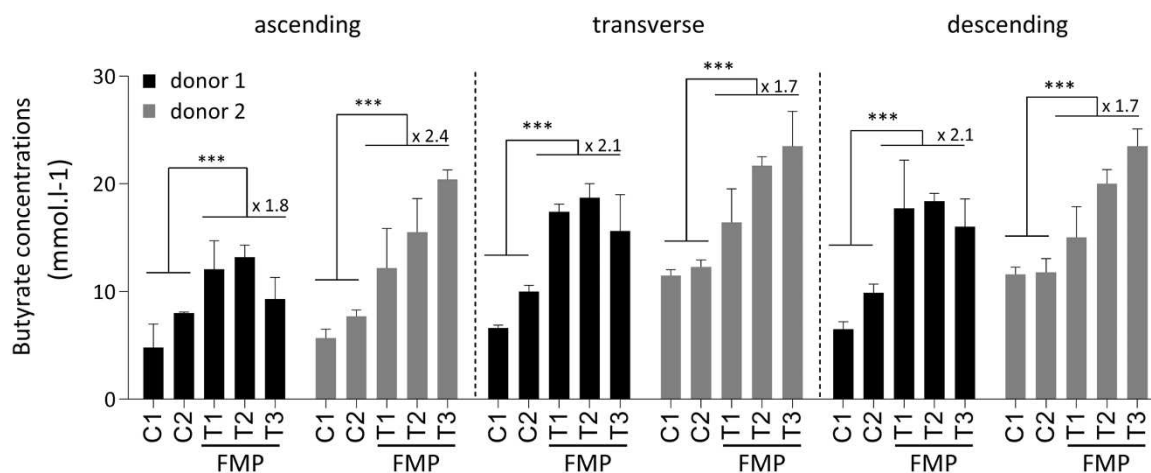 ascending transverse descending
Butyrate concentrations
(mmol.l-1)
30
20
10
0
donor 1
donor 2
***
x 1.8
***
x 2.4
***
x 2.1
***
x 1.7
***
x 2.1
***
x 1.7
C1 C2 T1 T2 T3 C1 C2 T1 T2 T3 C1 C2 T1 T2 T3 C1 C2 T1 T2 T3 C1 C2 T1 T2 T3 C1 C2 T1 T2 T3
FMP FMP FMP FMP FMP FMP